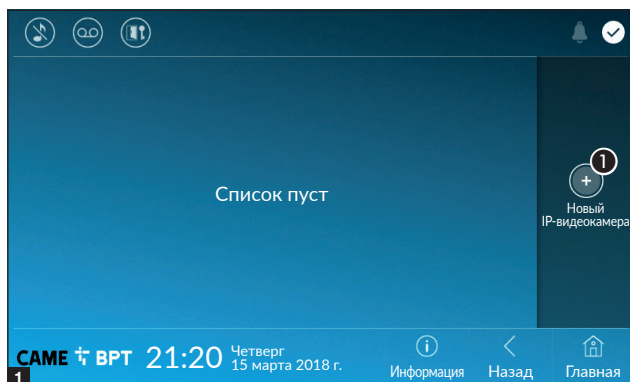 Список пуст
1
Новый
IP-видеокамера
CAME BPT 21:20 Четверг
15 марта 2018 г.
Информация Назад Главная
1